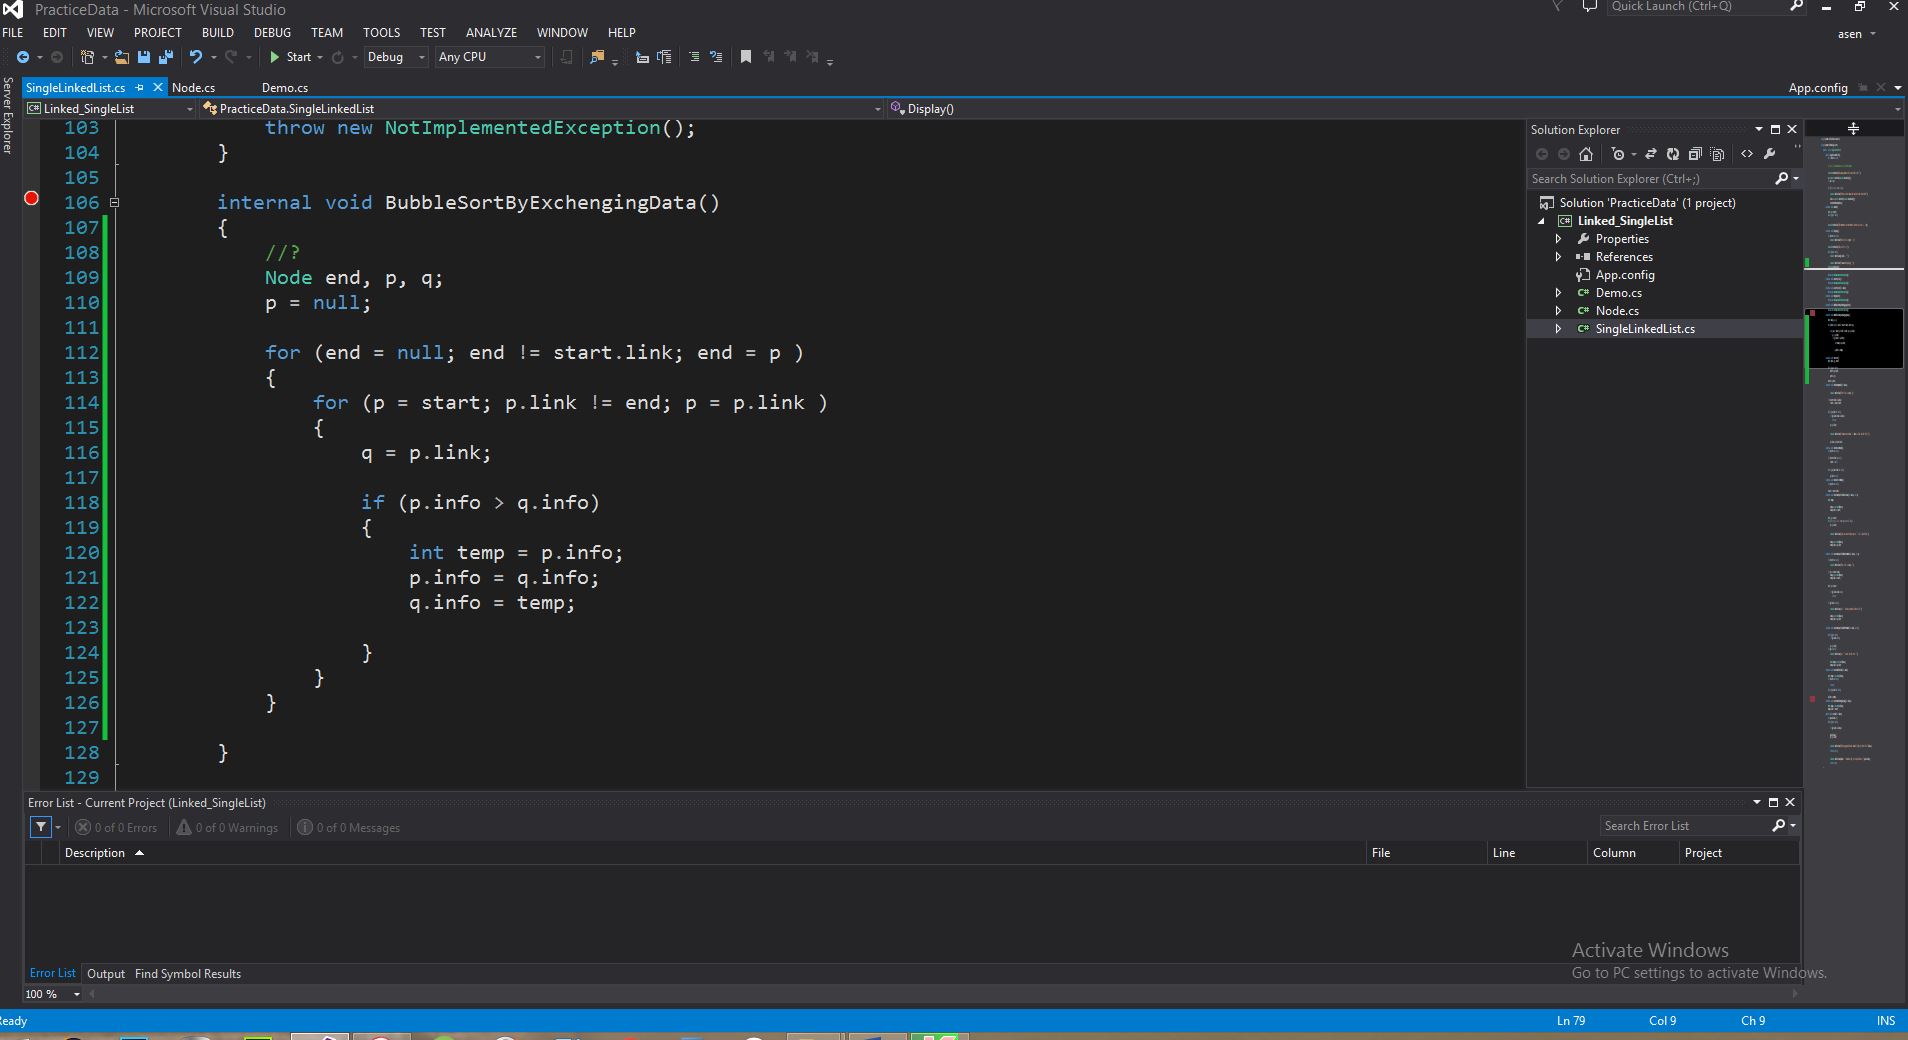 PracticeData - Microsoft Visual Studio
Quick Launch (Ctrl+Q)
FILE EDIT VIEW PROJECT BUILD DEBUG TEAM TOOLS TEST ANALYZE WINDOW HELP
asen
Start Debug Any CPU
Server Explorer
SingleLinkedList.cs Node.cs Demo.cs App.config
Linked_SingleList PracticeData.SingleLinkedList Display()
103 throw new NotImplementedException();
104 }
105
106 internal void BubbleSortByExchengingData()
107 {
108 //?
109 Node end, p, q;
110 p = null;
111
112 for (end = null; end != start.link; end = p )
113 {
114 for (p = start; p.link != end; p = p.link )
115 {
116 q = p.link;
117
118 if (p.info > q.info)
119 {
120 int temp = p.info;
121 p.info = q.info;
122 q.info = temp;
123
124 }
125 }
126 }
127
128 }
129
Solution Explorer
Search Solution Explorer (Ctrl+;)
Solution 'PracticeData' (1 project)
C# Linked_SingleList
Properties
References
App.config
C# Demo.cs
C# Node.cs
C# SingleLinkedList.cs
Error List - Current Project (Linked_SingleList)
0 of 0 Errors 0 of 0 Warnings 0 of 0 Messages
Search Error List
Description File Line Column Project
Activate Windows
Go to PC settings to activate Windows.
Error List Output Find Symbol Results
100 %
Ready Ln 79 Col 9 Ch 9 INS